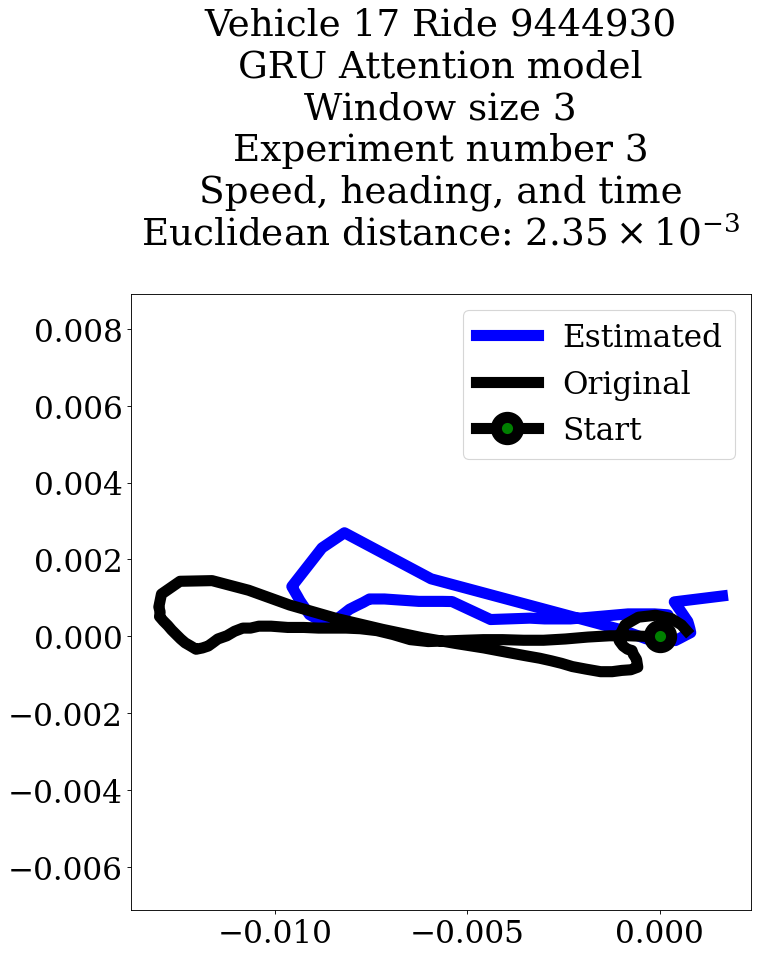 Vehicle 17 Ride 9444930
GRU Attention model
Window size 3
Experiment number 3
Speed, heading, and time
Euclidean distance: 2.35 × 10⁻³
Estimated
Original
Start
0.008
0.006
0.004
0.002
0.000
−0.002
−0.004
−0.006
−0.010
−0.005
0.000